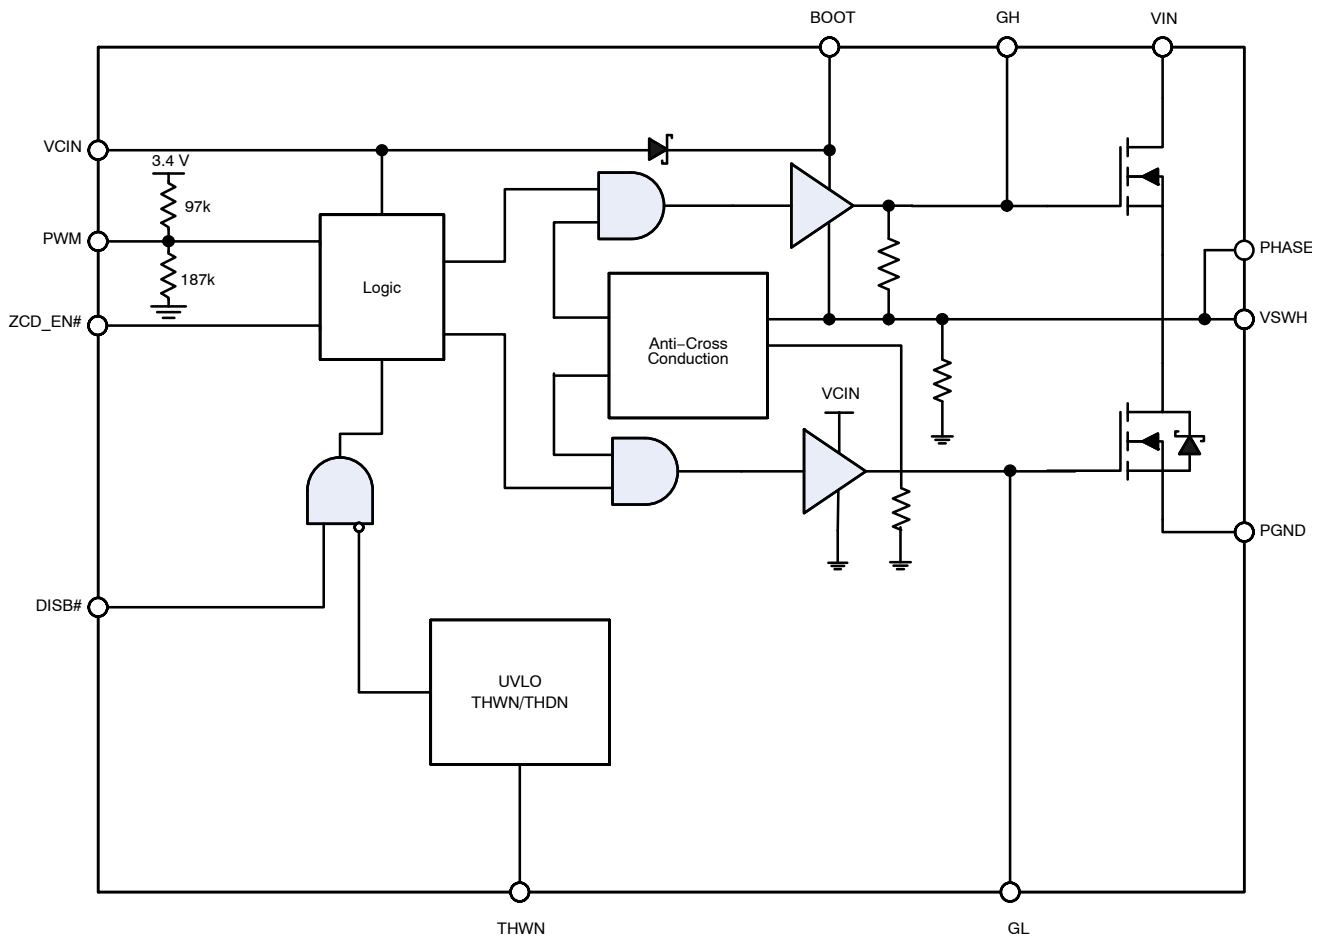 BOOT
GH
VIN
VCIN
3.4 V
97k
PWM
187k
ZCD_EN#
Logic
Anti−Cross
Conduction
PHASE
VSWH
VCIN
PGND
DISB#
UVLO
THWN/THDN
THWN
GL